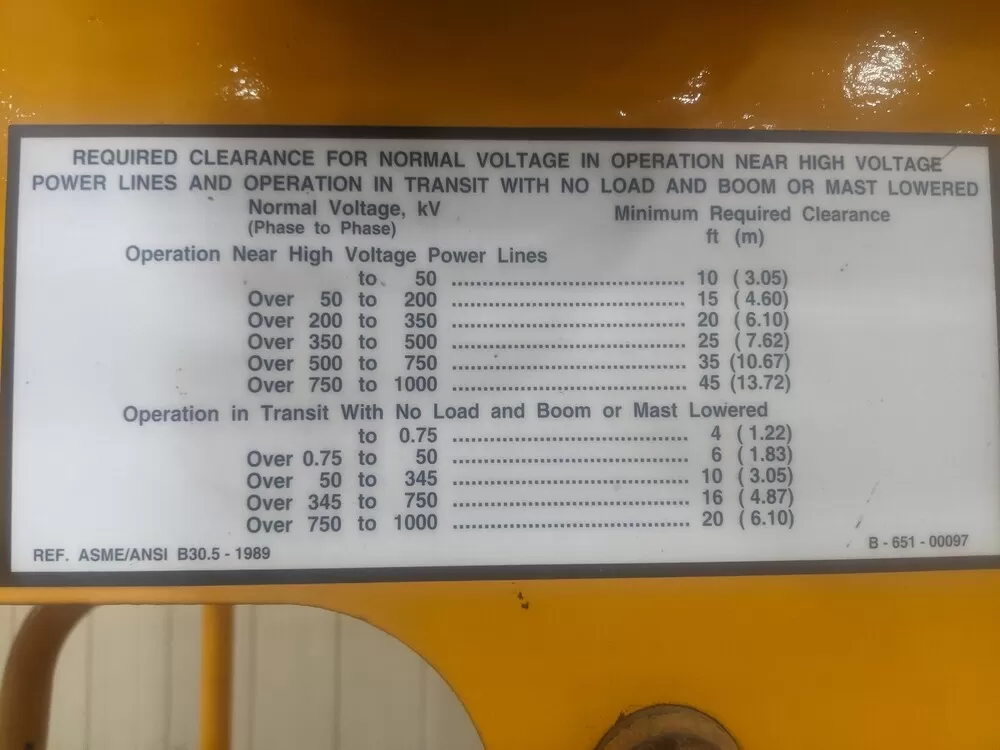 REQUIRED CLEARANCE FOR NORMAL VOLTAGE IN OPERATION NEAR HIGH VOLTAGE
POWER LINES AND OPERATION IN TRANSIT WITH NO LOAD AND BOOM OR MAST LOWERED
Normal Voltage, kV Minimum Required Clearance
(Phase to Phase) ft (m)
Operation Near High Voltage Power Lines
to 50 ........................................ 10 ( 3.05)
Over 50 to 200 ........................................ 15 ( 4.60)
Over 200 to 350 ........................................ 20 ( 6.10)
Over 350 to 500 ........................................ 25 ( 7.62)
Over 500 to 750 ........................................ 35 (10.67)
Over 750 to 1000 ........................................ 45 (13.72)
Operation in Transit With No Load and Boom or Mast Lowered
to 0.75 ........................................ 4 ( 1.22)
Over 0.75 to 50 ........................................ 6 ( 1.83)
Over 50 to 345 ........................................ 10 ( 3.05)
Over 345 to 750 ........................................ 16 ( 4.87)
Over 750 to 1000 ........................................ 20 ( 6.10)
REF. ASME/ANSI B30.5 - 1989 B - 651 - 00097